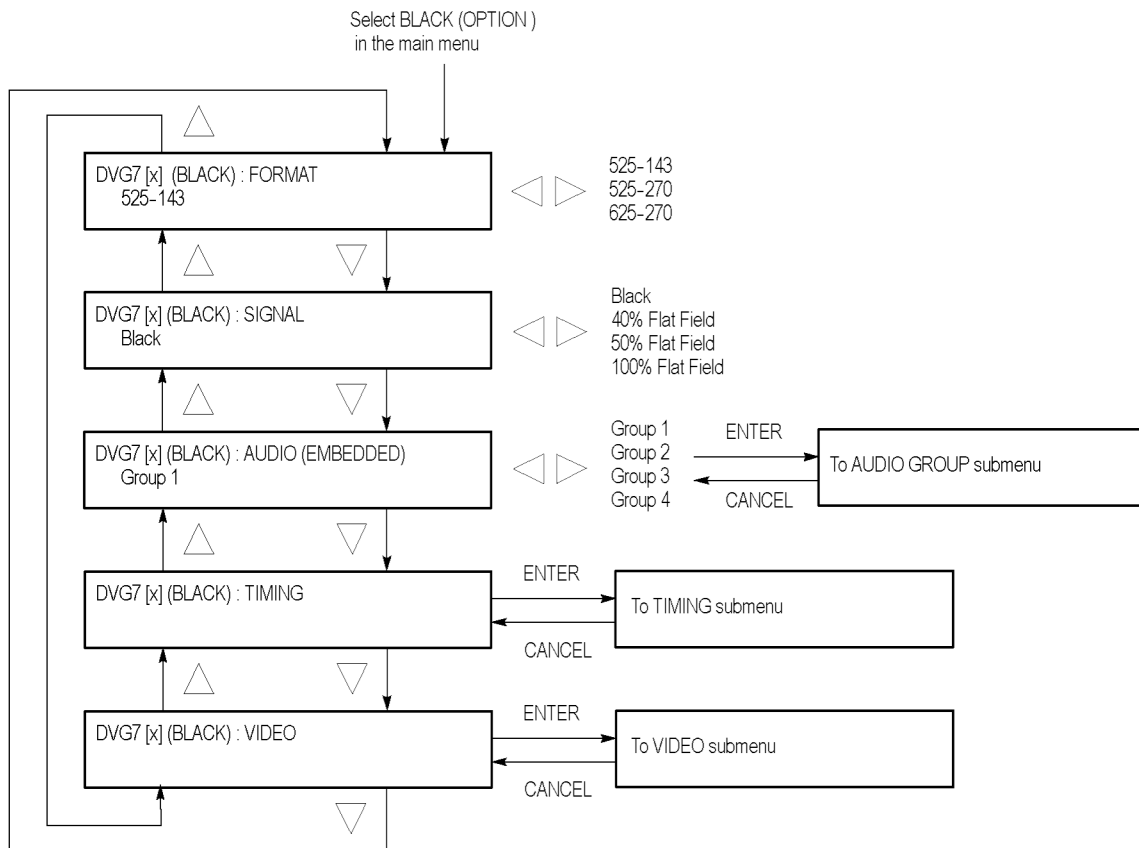 Select BLACK (OPTION )
in the main menu
DVG7 [x] (BLACK) : FORMAT
525-143
525-143
525-270
625-270
DVG7 [x] (BLACK) : SIGNAL
Black
Black
40% Flat Field
50% Flat Field
100% Flat Field
DVG7 [x] (BLACK) : AUDIO (EMBEDDED)
Group 1
Group 1
Group 2
Group 3
Group 4
ENTER
CANCEL
To AUDIO GROUP submenu
DVG7 [x] (BLACK) : TIMING
ENTER
CANCEL
To TIMING submenu
DVG7 [x] (BLACK) : VIDEO
ENTER
CANCEL
To VIDEO submenu